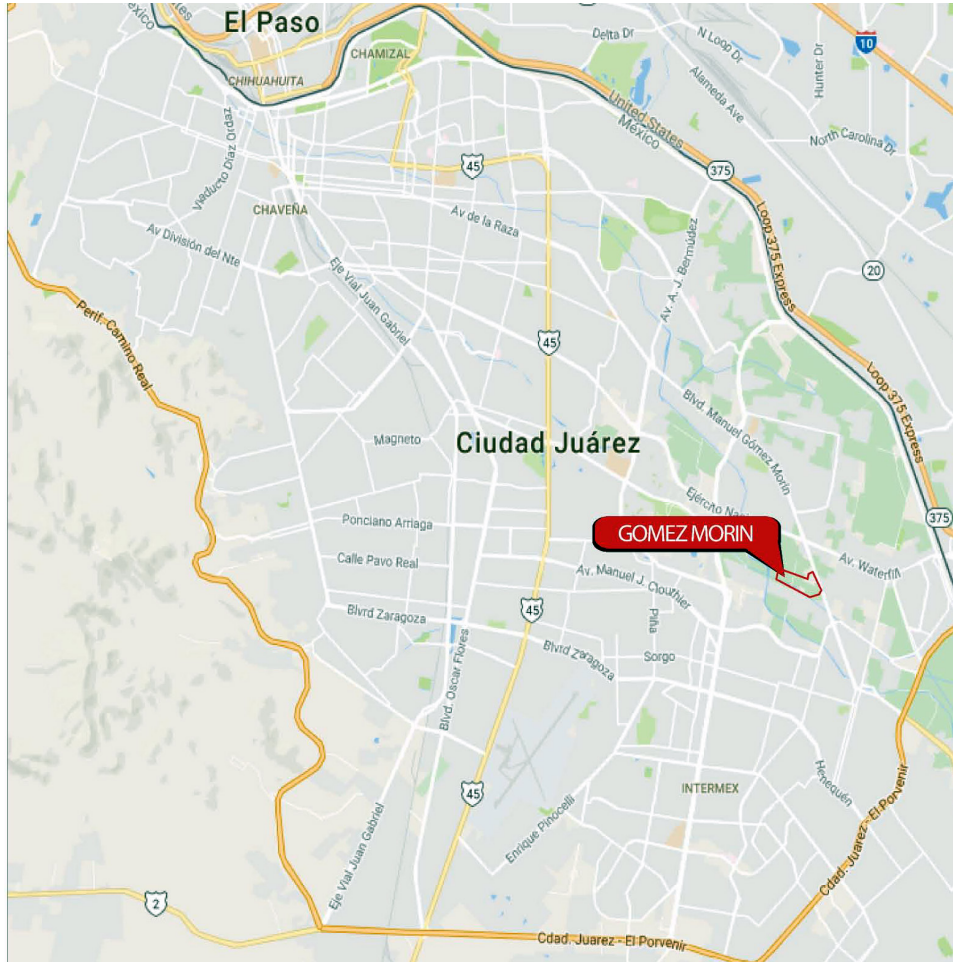 El Paso
México
CHAMIZAL
Delta Dr
N Loop Dr
10
Hunter Dr
CHIHUAHUITA
Alameda Ave
United States
México
North Carolina Dr
Viaducto Díaz Ordaz
45
375
CHAVEÑA
Av de la Raza
Av División del Nte
Av. A. J. Bermúdez
Loop 375 Express
20
Eje Vial Juan Gabriel
Perif. Camino Real
45
Loop 375 Express
Blvd. Manuel Gómez Morín
Magneto
Ciudad Juárez
Ejército
Ponciano Arriaga
GOMEZ MORIN
375
Calle Pavo Real
Av. Manuel J. Clouthier
Av. Waterfill
Blvrd Zaragoza
45
Piña
Blvrd Zaragoza
Sorgo
Blvd. Oscar Flores
45
INTERMEX
Henequén
Enrique Pinocelli
Eje Vial Juan Gabriel
Cdad. Juarez - El Porvenir
2
Cdad. Juarez - El Porvenir